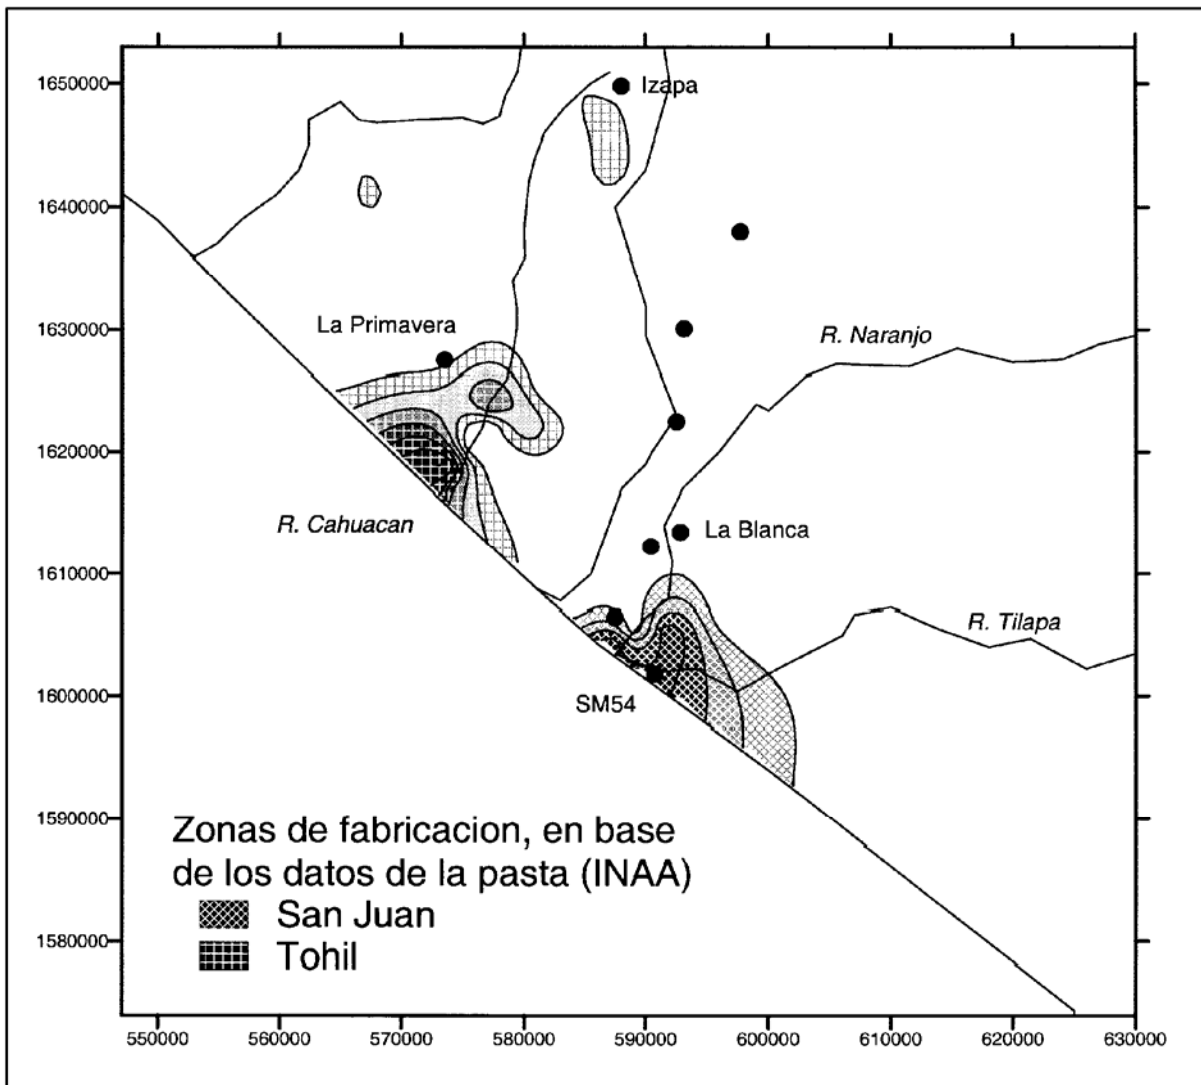 1650000
1640000
1630000
1620000
1610000
1600000
1590000
1580000
Izapa
La Primavera
R. Naranjo
R. Cahuacan
La Blanca
R. Tilapa
SM54
Zonas de fabricacion, en base
de los datos de la pasta (INAA)
San Juan
Tohil
550000 560000 570000 580000 590000 600000 610000 620000 630000